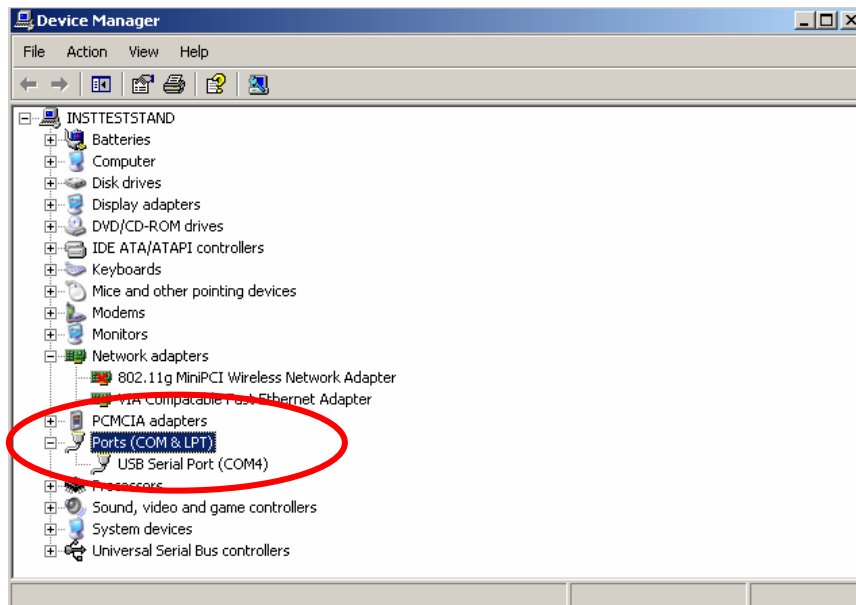 Device Manager
File Action View Help
INSTTESTSTAND
Batteries
Computer
Disk drives
Display adapters
DVD/CD-ROM drives
IDE ATA/ATAPI controllers
Keyboards
Mice and other pointing devices
Modems
Monitors
Network adapters
802.11g MiniPCI Wireless Network Adapter
VIA Compatable Fast Ethernet Adapter
PCMCIA adapters
Ports (COM & LPT)
USB Serial Port (COM4)
Processors
Sound, video and game controllers
System devices
Universal Serial Bus controllers